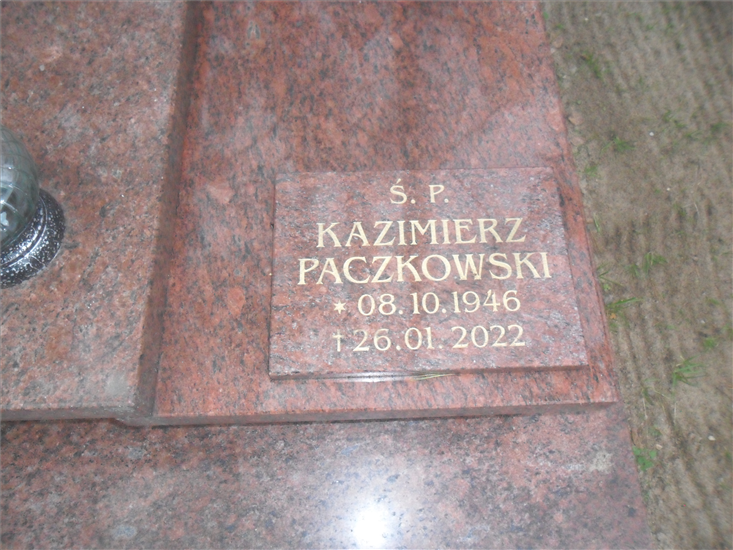 Ś. P.
KAZIMIERZ
PACZKOWSKI
* 08.10.1946
† 26.01.2022